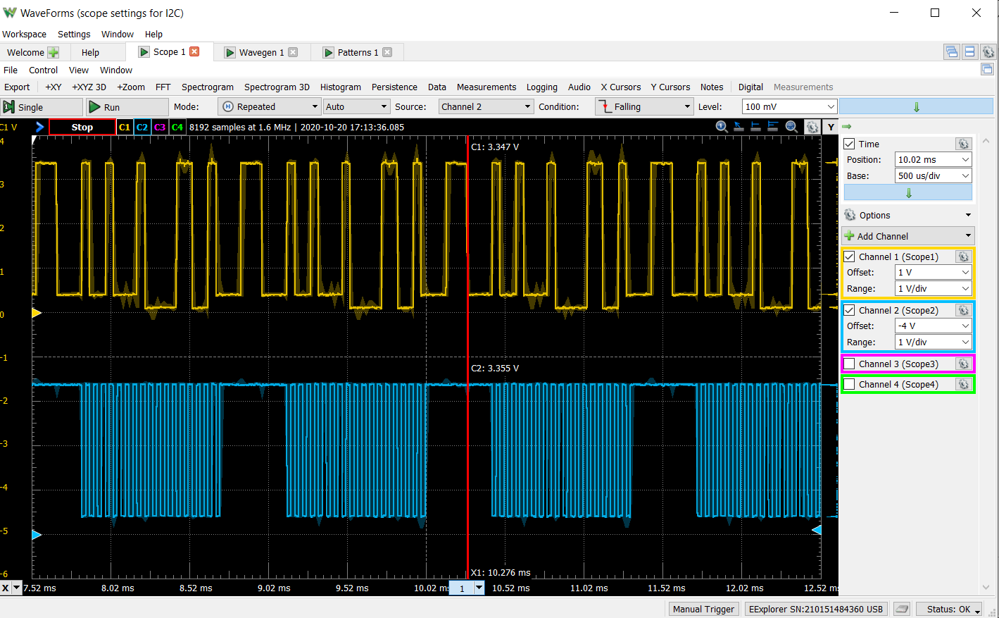 WaveForms (scope settings for I2C)
Workspace Settings Window Help
Welcome Help Scope 1 Wavegen 1 Patterns 1
File Control View Window
Export +XY +XYZ 3D +Zoom FFT Spectrogram Spectrogram 3D Histogram Persistence Data Measurements Logging Audio X Cursors Y Cursors Notes Digital Measurements
Single Run Mode: Repeated Auto Source: Channel 2 Condition: Falling Level: 100 mV
C1 V Stop C1 C2 C3 C4 8192 samples at 1.6 MHz | 2020-10-20 17:13:36.085 Y
4
3
2
1
0
-1
-2
-3
-4
-5
-6
C1: 3.347 V
C2: 3.355 V
X1: 10.276 ms
X 7.52 ms 8.02 ms 8.52 ms 9.02 ms 9.52 ms 10.02 m 1 10.52 ms 11.02 ms 11.52 ms 12.02 ms 12.52 ms
Time
Position: 10.02 ms
Base: 500 us/div
Options
Add Channel
Channel 1 (Scope1)
Offset: 1 V
Range: 1 V/div
Channel 2 (Scope2)
Offset: -4 V
Range: 1 V/div
Channel 3 (Scope3)
Channel 4 (Scope4)
Manual Trigger EExplorer SN:210151484360 USB Status: OK